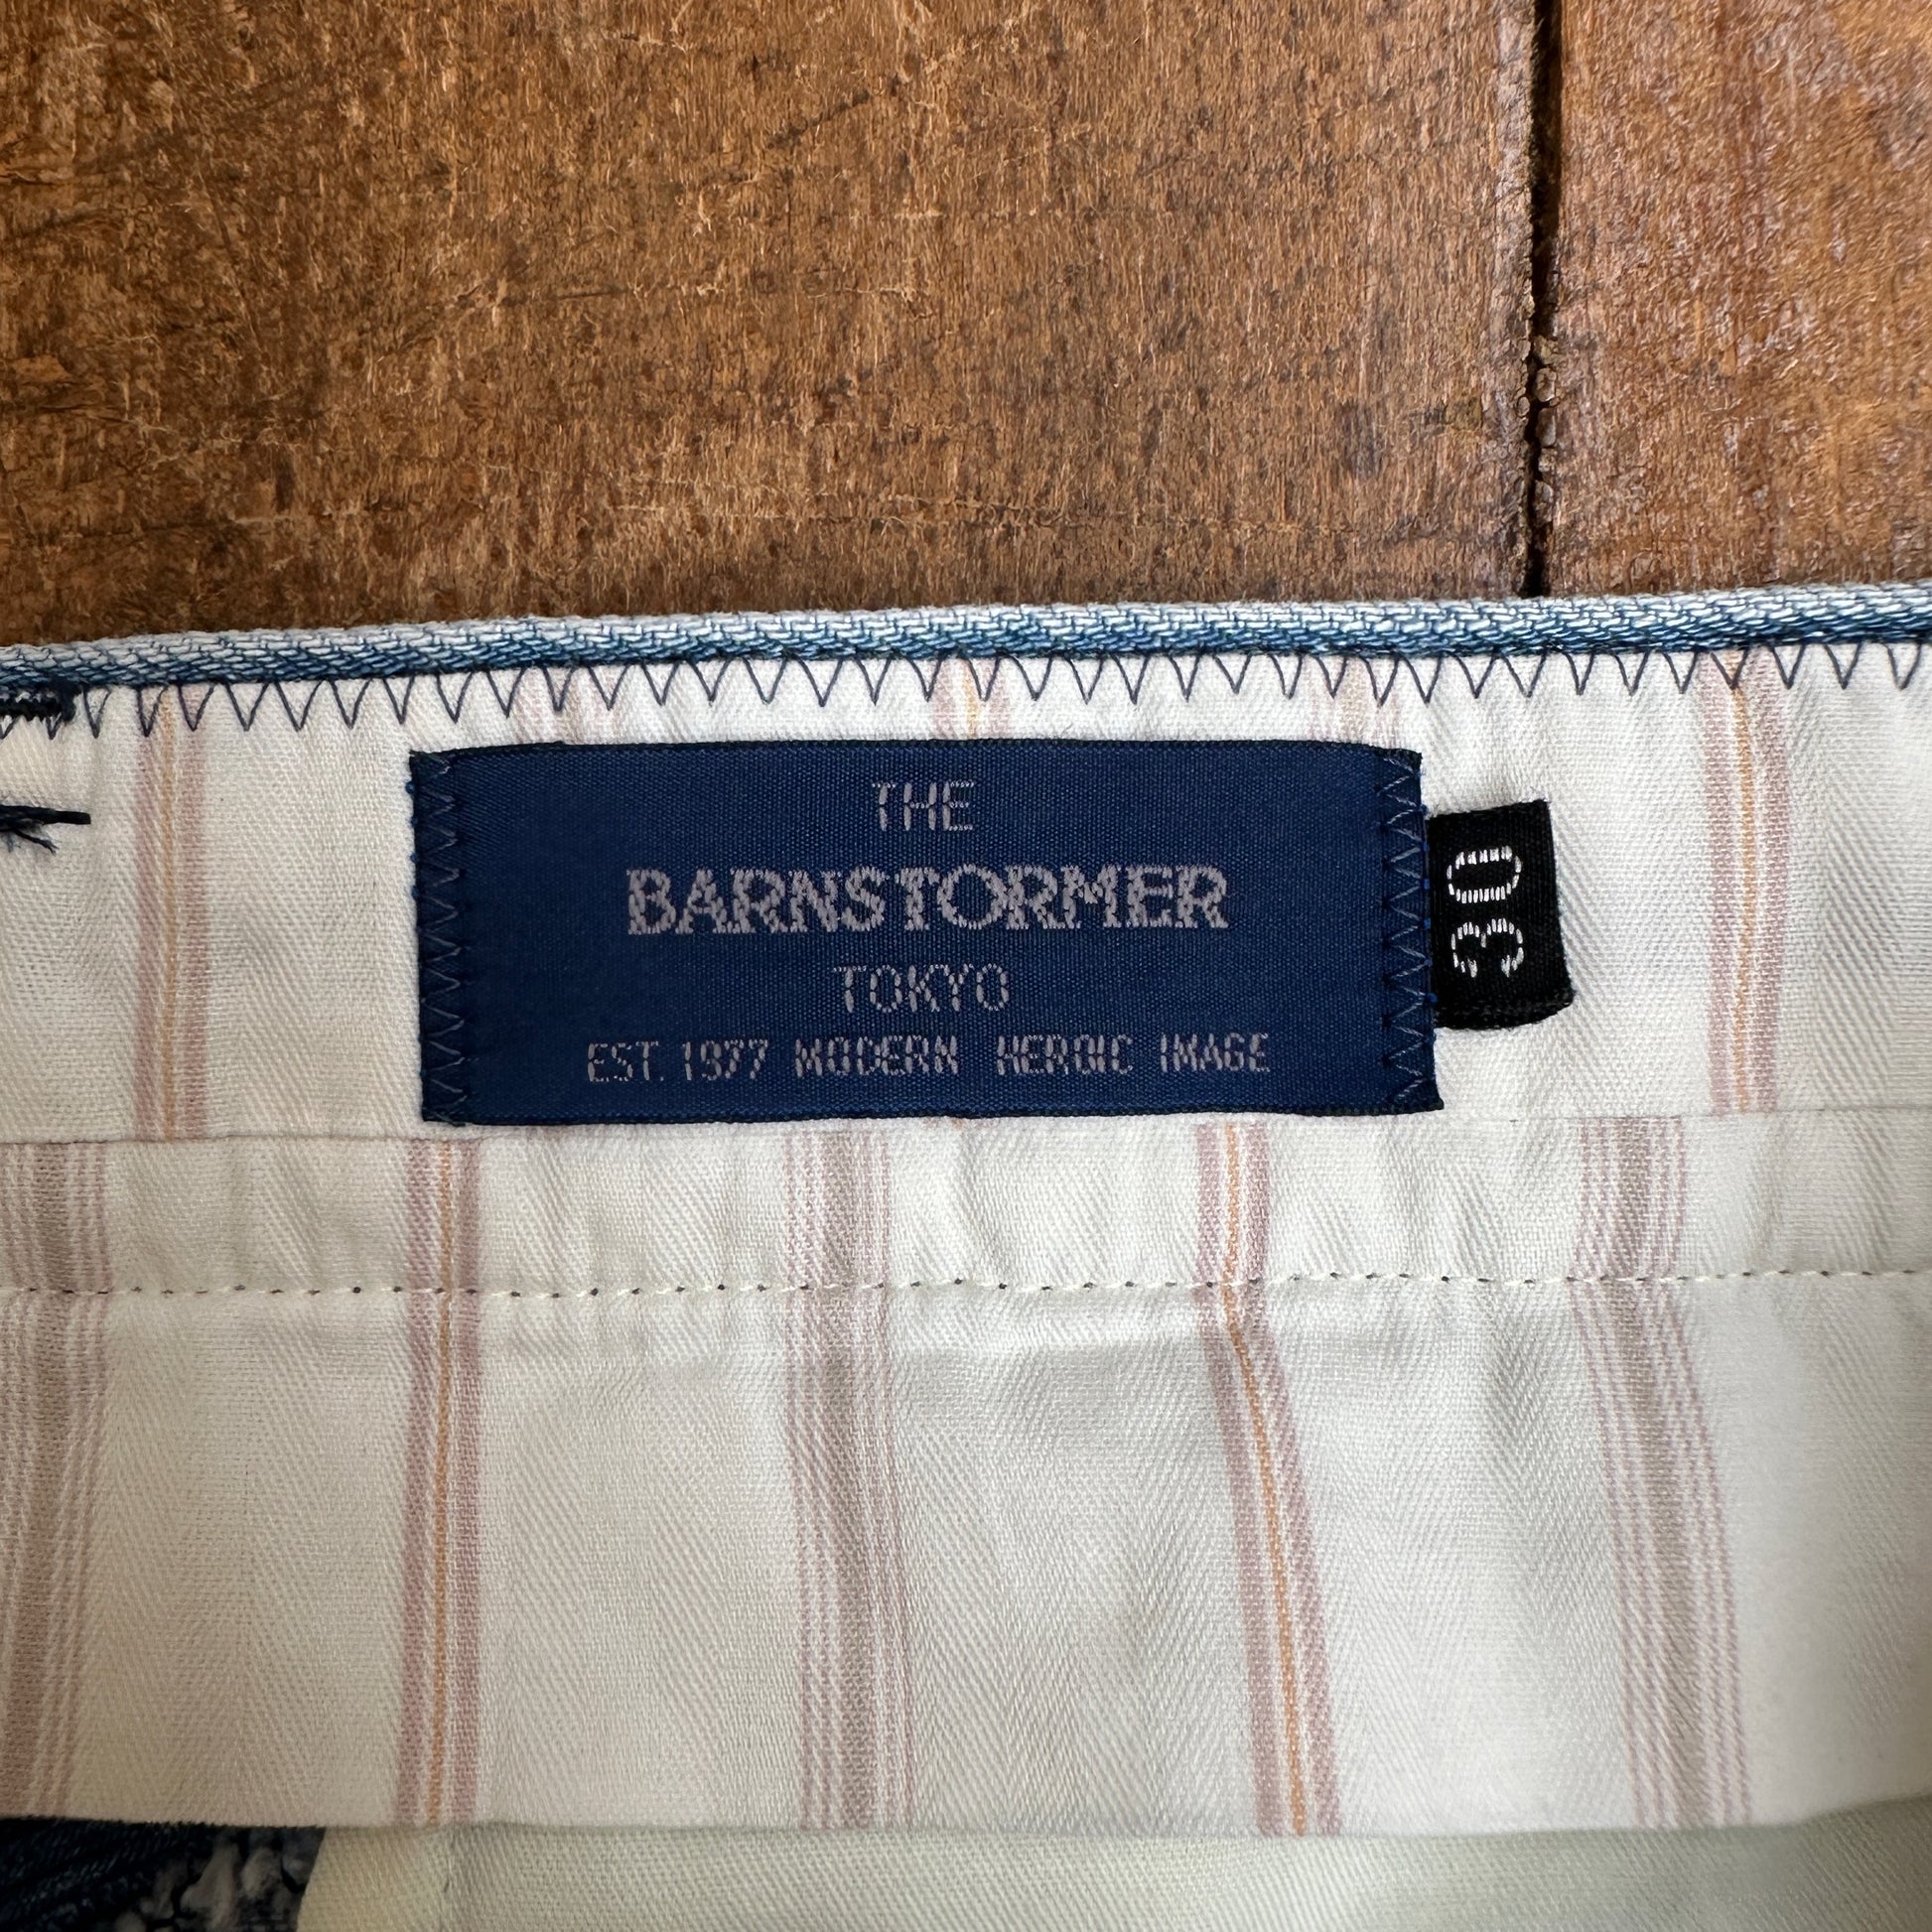 THE
BARNSTORMER
TOKYO
EST. 1977 MODERN HEROIC IMAGE
30